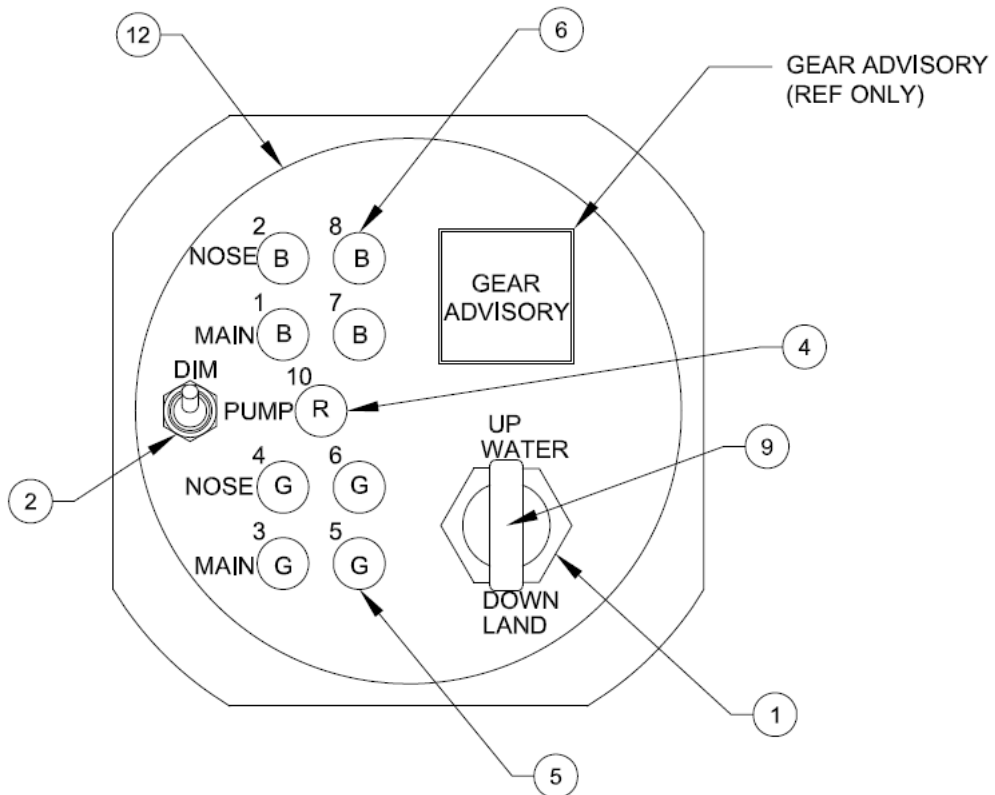 12
6
GEAR ADVISORY
(REF ONLY)
2 8
NOSE B B
GEAR
ADVISORY
1 7
MAIN B B
DIM
10
4
PUMP R
UP
WATER
9
4 6
NOSE G G
2
3 5
MAIN G G
DOWN
LAND
1
5